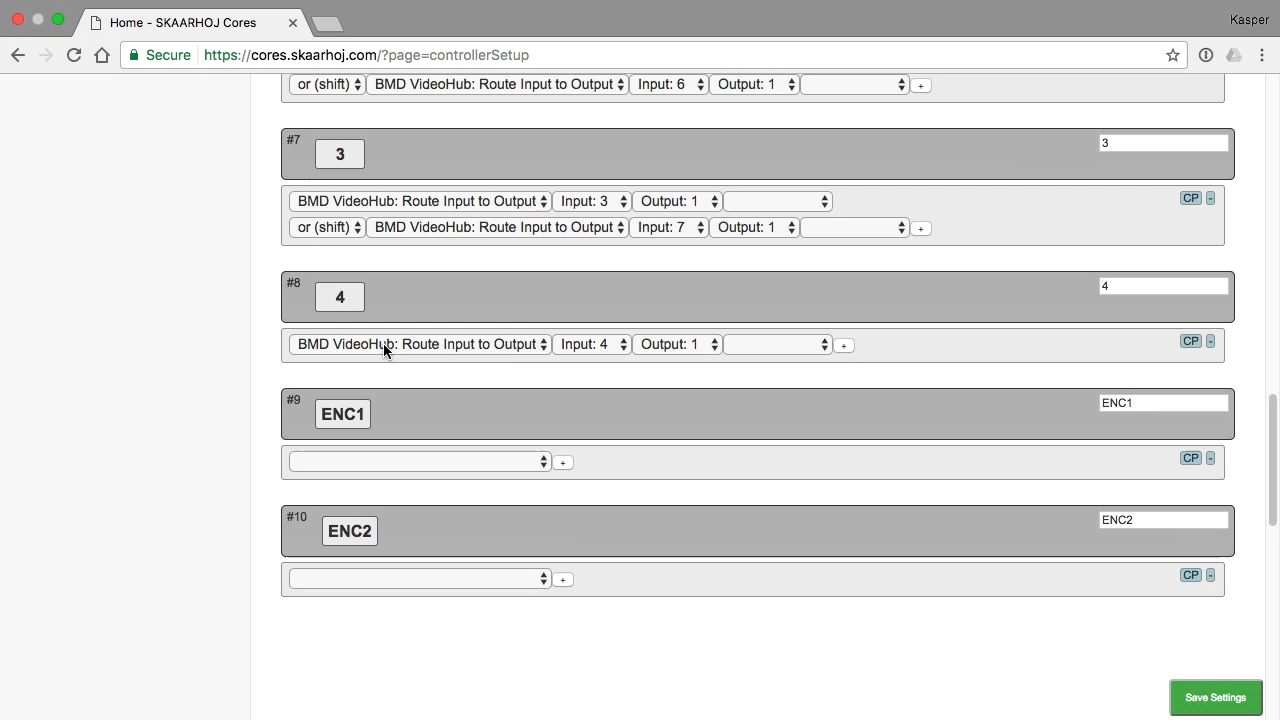 Home - SKAARHOJ Cores
Kasper
Secure https://cores.skaarhoj.com/?page=controllerSetup
or (shift) BMD VideoHub: Route Input to Output Input: 6 Output: 1 +
#7 3 3
BMD VideoHub: Route Input to Output Input: 3 Output: 1 CP -
or (shift) BMD VideoHub: Route Input to Output Input: 7 Output: 1 +
#8 4 4
BMD VideoHub: Route Input to Output Input: 4 Output: 1 + CP -
#9 ENC1 ENC1
+ CP -
#10 ENC2 ENC2
+ CP -
Save Settings